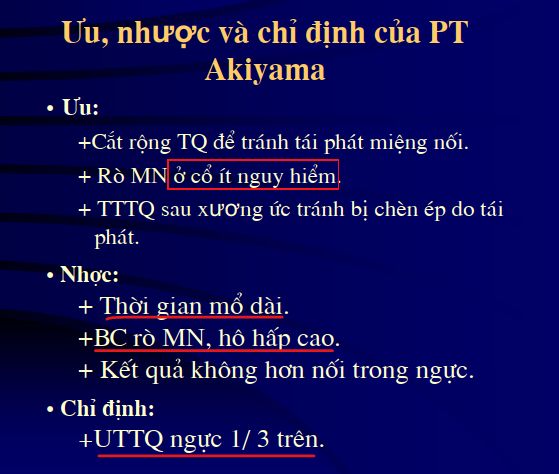 Ưu, nhược và chỉ định của PT
Akiyama
• Ưu:
+Cắt rộng TQ để tránh tái phát miệng nối.
+ Rò MN ở cổ ít nguy hiểm.
+ TTTQ sau xương ức tránh bị chèn ép do tái
phát.
• Nhợc:
+ Thời gian mổ dài.
+BC rò MN, hô hấp cao.
+ Kết quả không hơn nối trong ngực.
• Chỉ định:
+UTTQ ngực 1/ 3 trên.